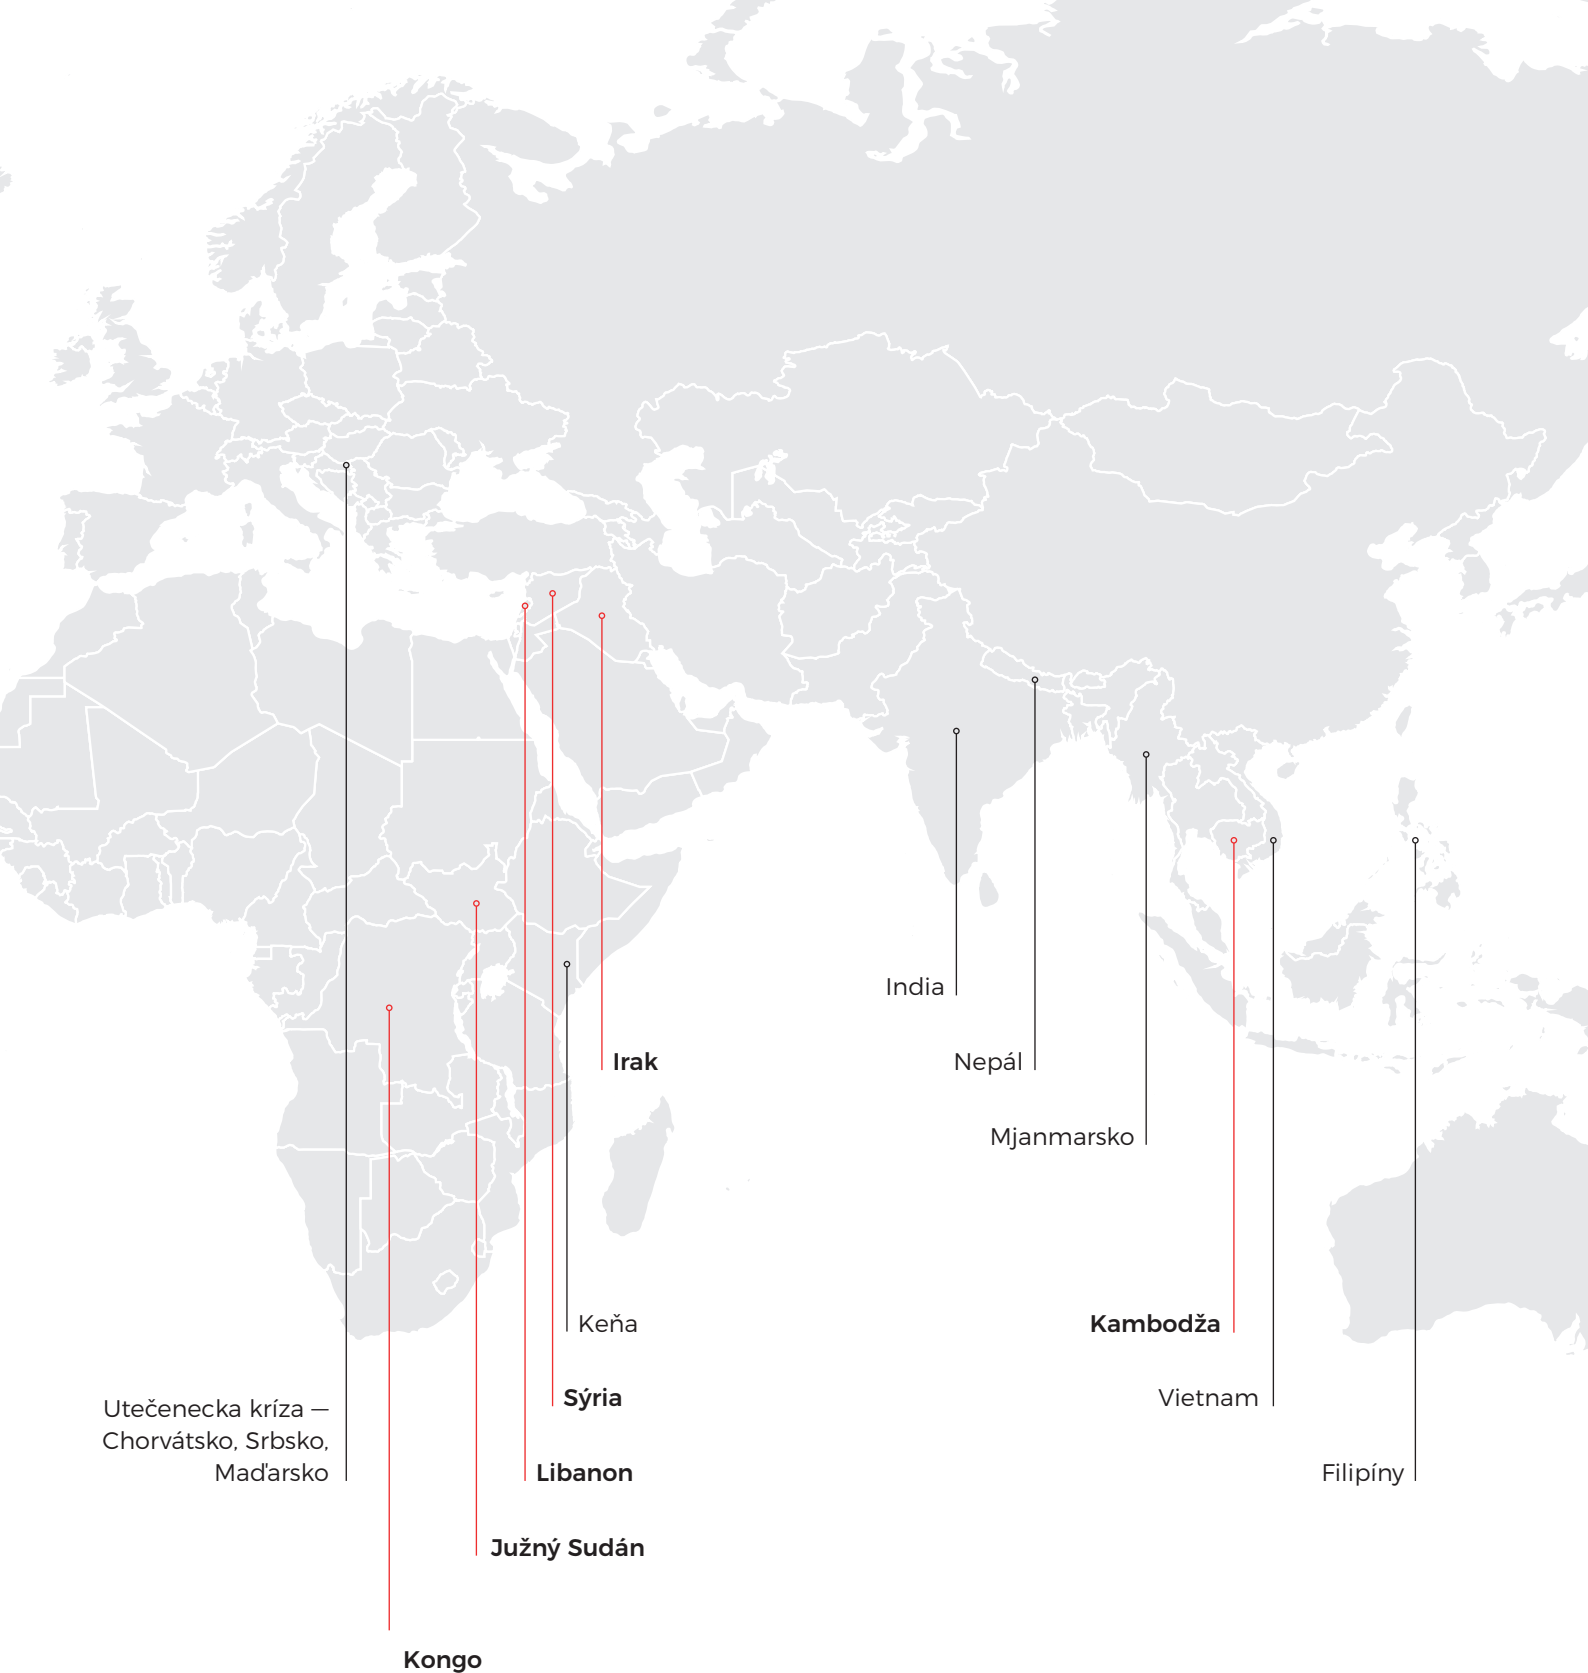 India
Irak
Nepál
Mjanmarsko
Keňa
Kambodža
Sýria
Vietnam
Utečenecka kríza —
Chorvátsko, Srbsko,
Maďarsko
Libanon
Filipíny
Južný Sudán
Kongo